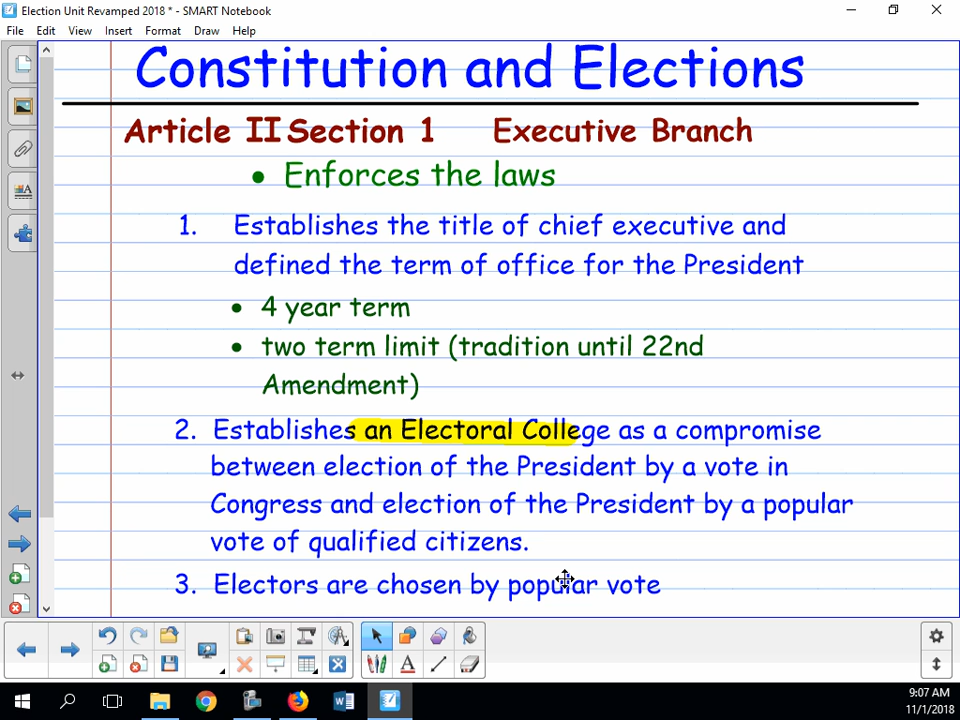 Election Unit Revamped 2018 * - SMART Notebook
File Edit View Insert Format Draw Help
Constitution and Elections
Article II Section 1 Executive Branch
• Enforces the laws
1. Establishes the title of chief executive and
defined the term of office for the President
• 4 year term
• two term limit (tradition until 22nd
Amendment)
2. Establishes an Electoral College as a compromise
between election of the President by a vote in
Congress and election of the President by a popular
vote of qualified citizens.
3. Electors are chosen by popular vote
9:07 AM
11/1/2018